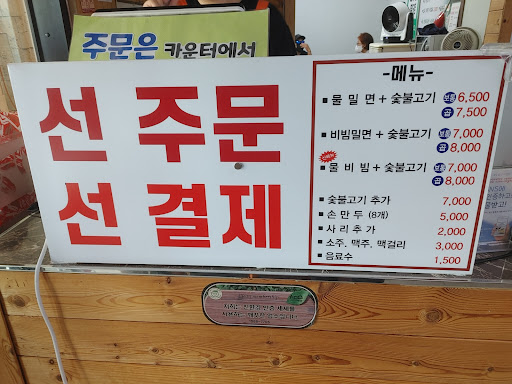 주문은 카운터에서
선 주문
선 결제
-메뉴-
▪ 물 밀 면 + 숯불고기 보통 6,500
곱 7,500
▪ 비빔밀면 + 숯불고기 보통 7,000
곱 8,000
▪ 물 비 빔 + 숯불고기 보통 7,000
곱 8,000
▪ 숯불고기 추가 7,000
▪ 손 만 두 (8개) 5,000
▪ 사 리 추 가 2,000
▪ 소주, 맥주, 막걸리 3,000
▪ 음료수 1,500